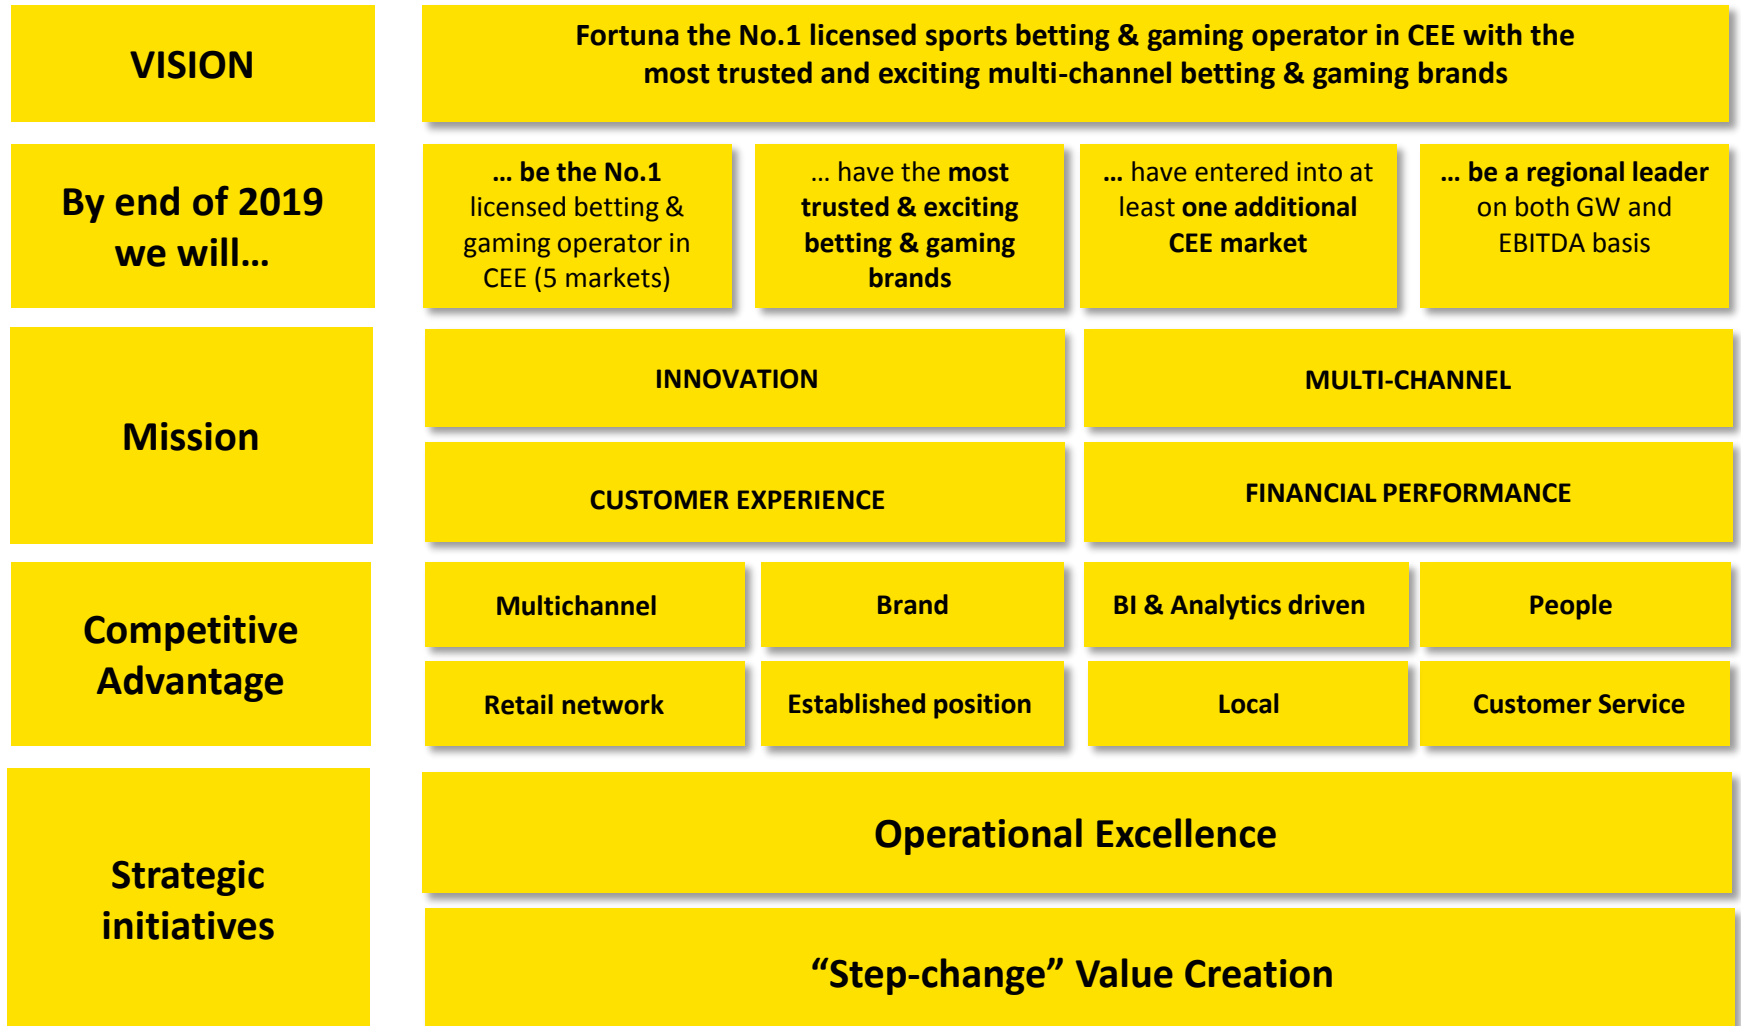 VISION
Fortuna the No.1 licensed sports betting & gaming operator in CEE with the
most trusted and exciting multi-channel betting & gaming brands
By end of 2019
we will...
... be the No.1
licensed betting &
gaming operator in
CEE (5 markets)
... have the most
trusted & exciting
betting & gaming
brands
... have entered into at
least one additional
CEE market
... be a regional leader
on both GW and
EBITDA basis
Mission
INNOVATION
MULTI-CHANNEL
CUSTOMER EXPERIENCE
FINANCIAL PERFORMANCE
Competitive
Advantage
Multichannel
Brand
BI & Analytics driven
People
Retail network
Established position
Local
Customer Service
Strategic
initiatives
Operational Excellence
“Step-change” Value Creation